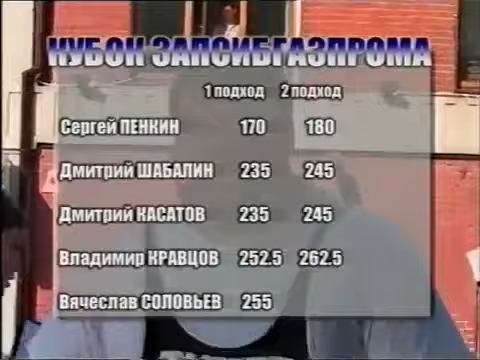 КУБОК ЗАПСИБГАЗПРОМА
1 подход 2 подход
Сергей ПЕНКИН 170 180
Дмитрий ШАБАЛИН 235 245
Дмитрий КАСАТОВ 235 245
Владимир КРАВЦОВ 252.5 262.5
Вячеслав СОЛОВЬЕВ 255